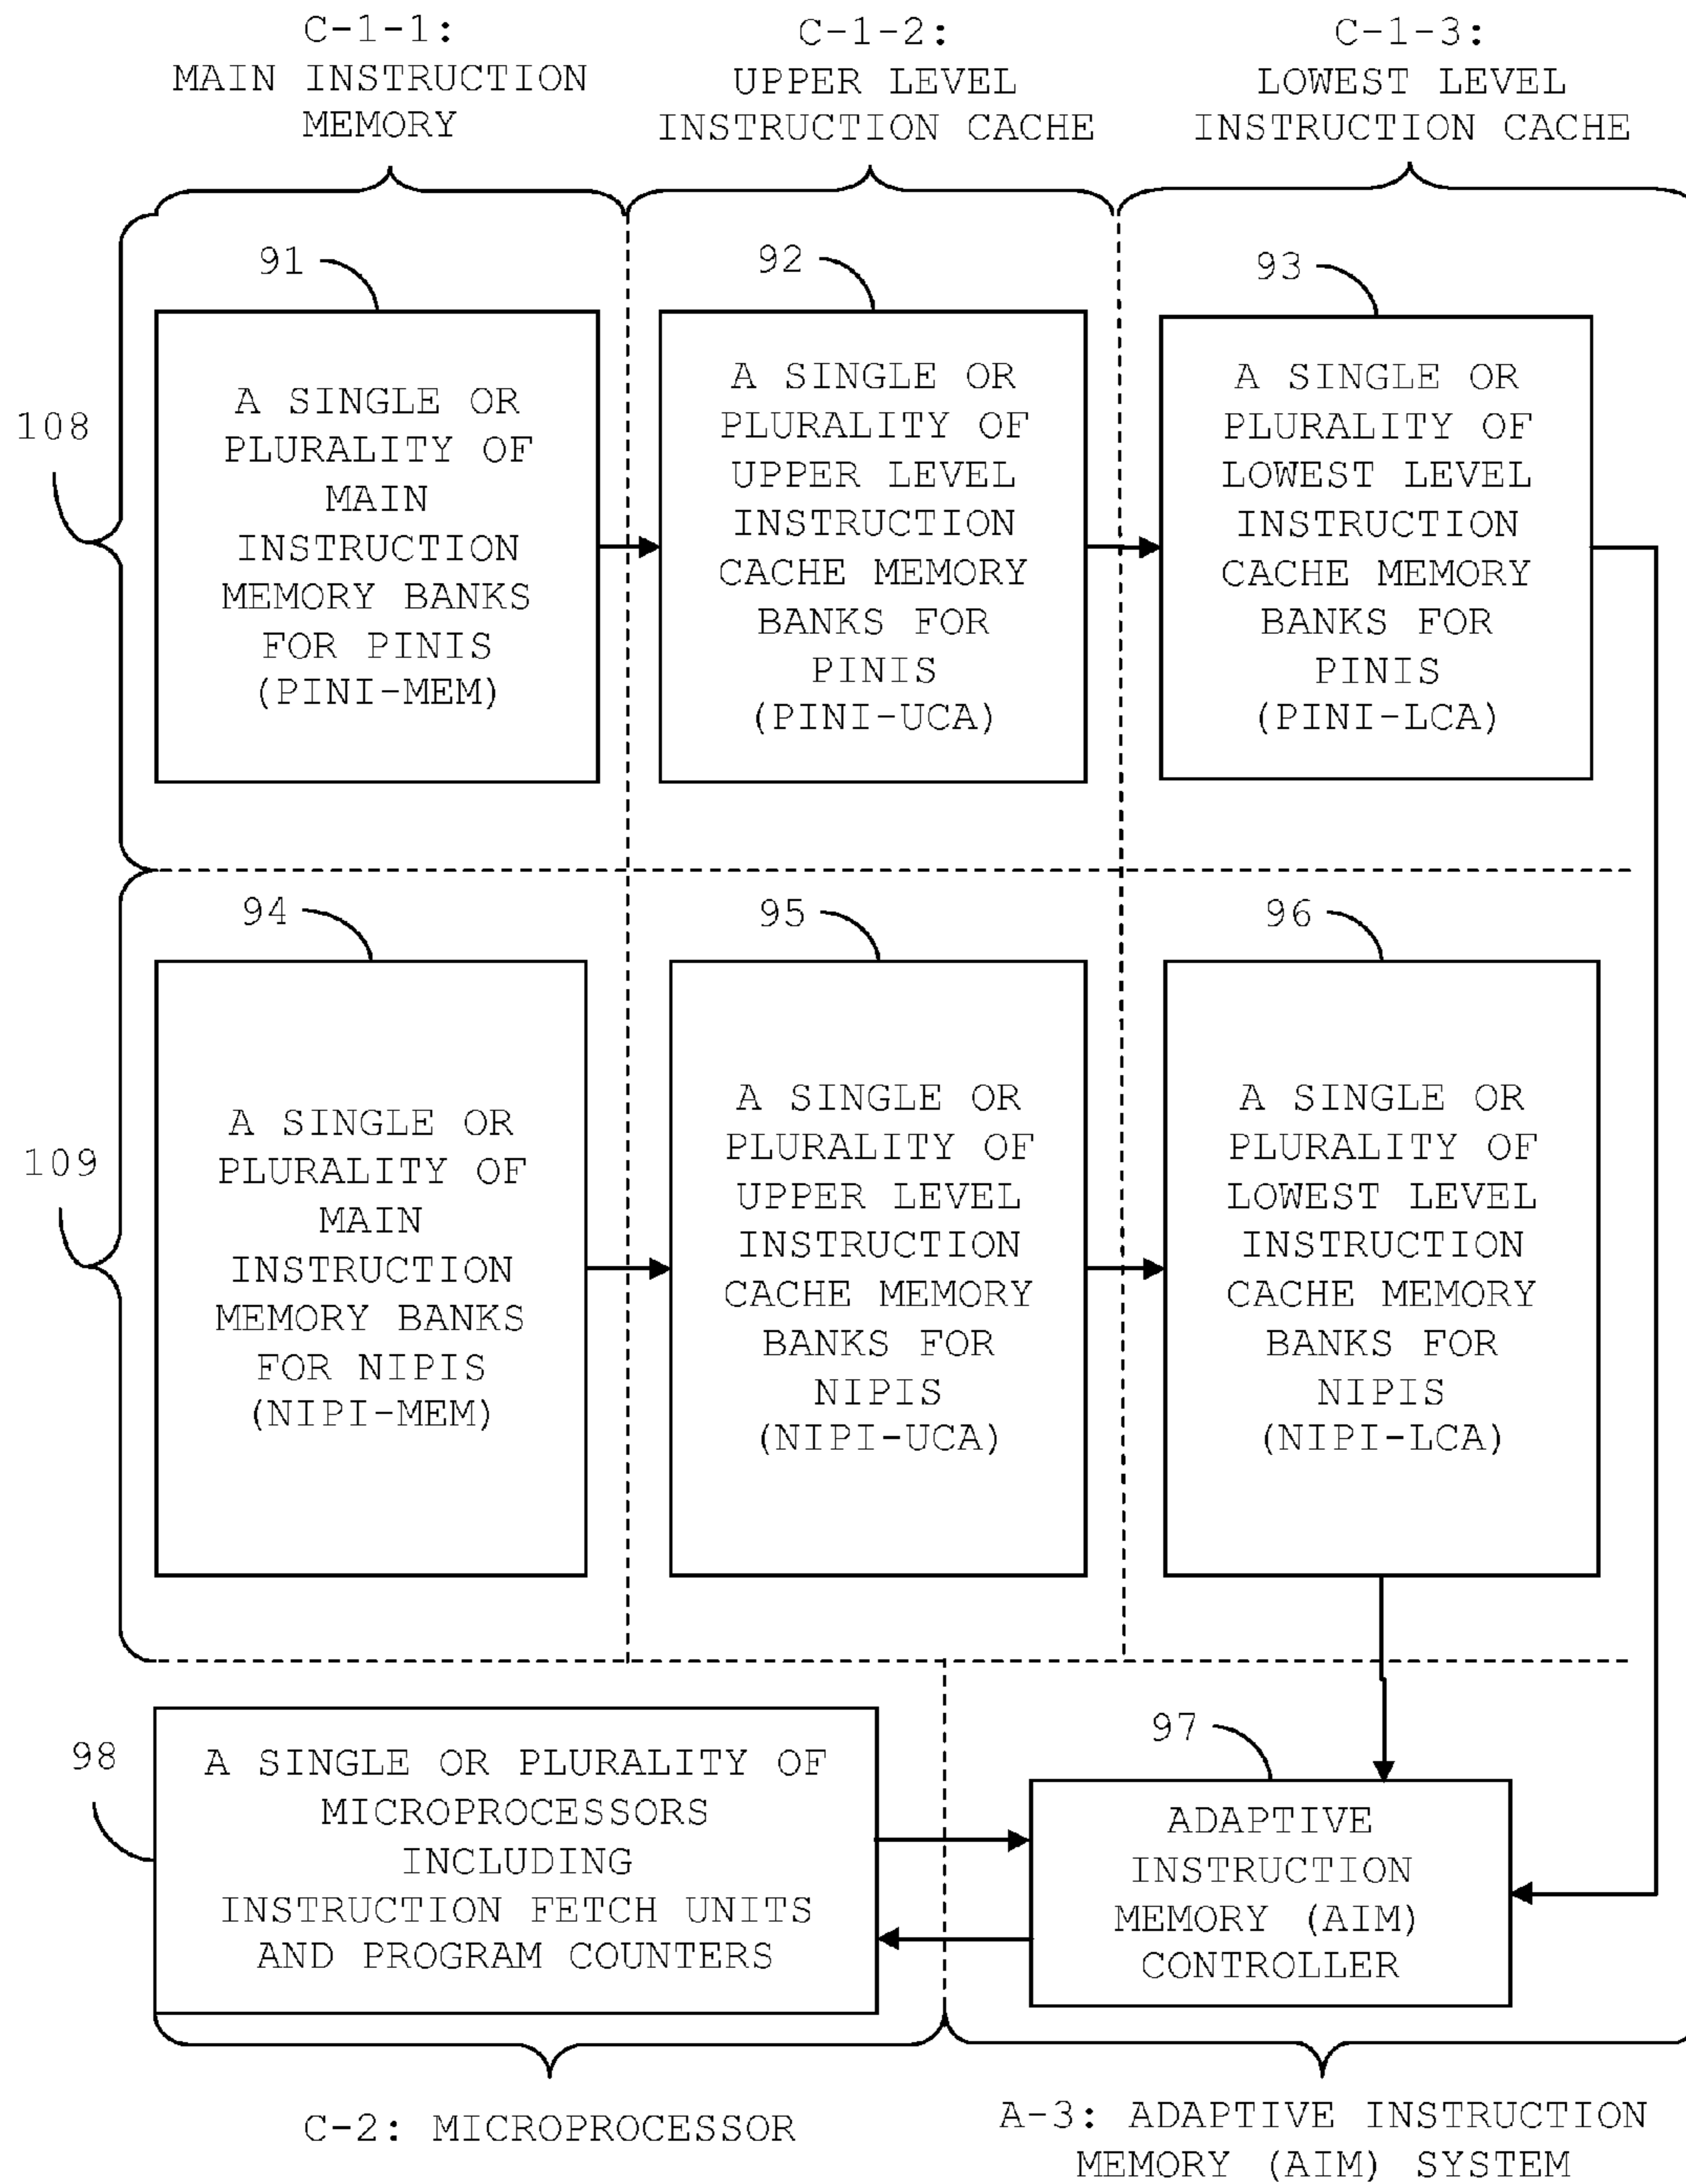 C-1-1:
MAIN INSTRUCTION
MEMORY
C-1-2:
UPPER LEVEL
INSTRUCTION CACHE
C-1-3:
LOWEST LEVEL
INSTRUCTION CACHE
108
91
A SINGLE OR
PLURALITY OF
MAIN
INSTRUCTION
MEMORY BANKS
FOR PINIS
(PINI-MEM)
92
A SINGLE OR
PLURALITY OF
UPPER LEVEL
INSTRUCTION
CACHE MEMORY
BANKS FOR
PINIS
(PINI-UCA)
93
A SINGLE OR
PLURALITY OF
LOWEST LEVEL
INSTRUCTION
CACHE MEMORY
BANKS FOR
PINIS
(PINI-LCA)
109
94
A SINGLE OR
PLURALITY OF
MAIN
INSTRUCTION
MEMORY BANKS
FOR NIPIS
(NIPI-MEM)
95
A SINGLE OR
PLURALITY OF
UPPER LEVEL
INSTRUCTION
CACHE MEMORY
BANKS FOR
NIPIS
(NIPI-UCA)
96
A SINGLE OR
PLURALITY OF
LOWEST LEVEL
INSTRUCTION
CACHE MEMORY
BANKS FOR
NIPIS
(NIPI-LCA)
98
A SINGLE OR PLURALITY OF
MICROPROCESSORS
INCLUDING
INSTRUCTION FETCH UNITS
AND PROGRAM COUNTERS
97
ADAPTIVE
INSTRUCTION
MEMORY (AIM)
CONTROLLER
C-2: MICROPROCESSOR
A-3: ADAPTIVE INSTRUCTION
MEMORY (AIM) SYSTEM